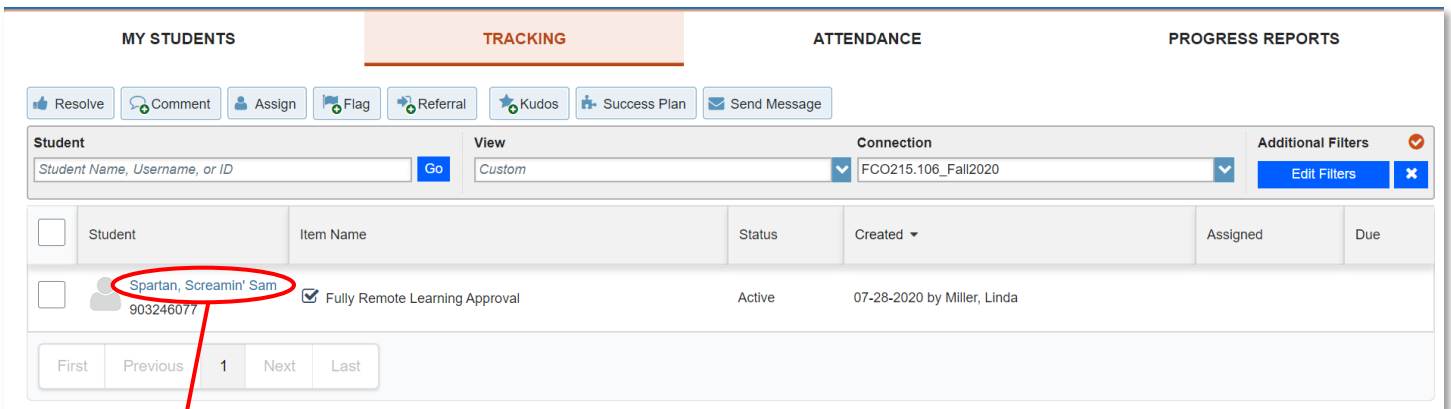 MY STUDENTS TRACKING ATTENDANCE PROGRESS REPORTS
Resolve Comment Assign Flag Referral Kudos Success Plan Send Message
Student View Connection Additional Filters
Student Name, Username, or ID Go Custom FCO215.106_Fall2020 Edit Filters
Student Item Name Status Created Assigned Due
Spartan, Screamin' Sam
903246077 Fully Remote Learning Approval Active 07-28-2020 by Miller, Linda
First Previous 1 Next Last